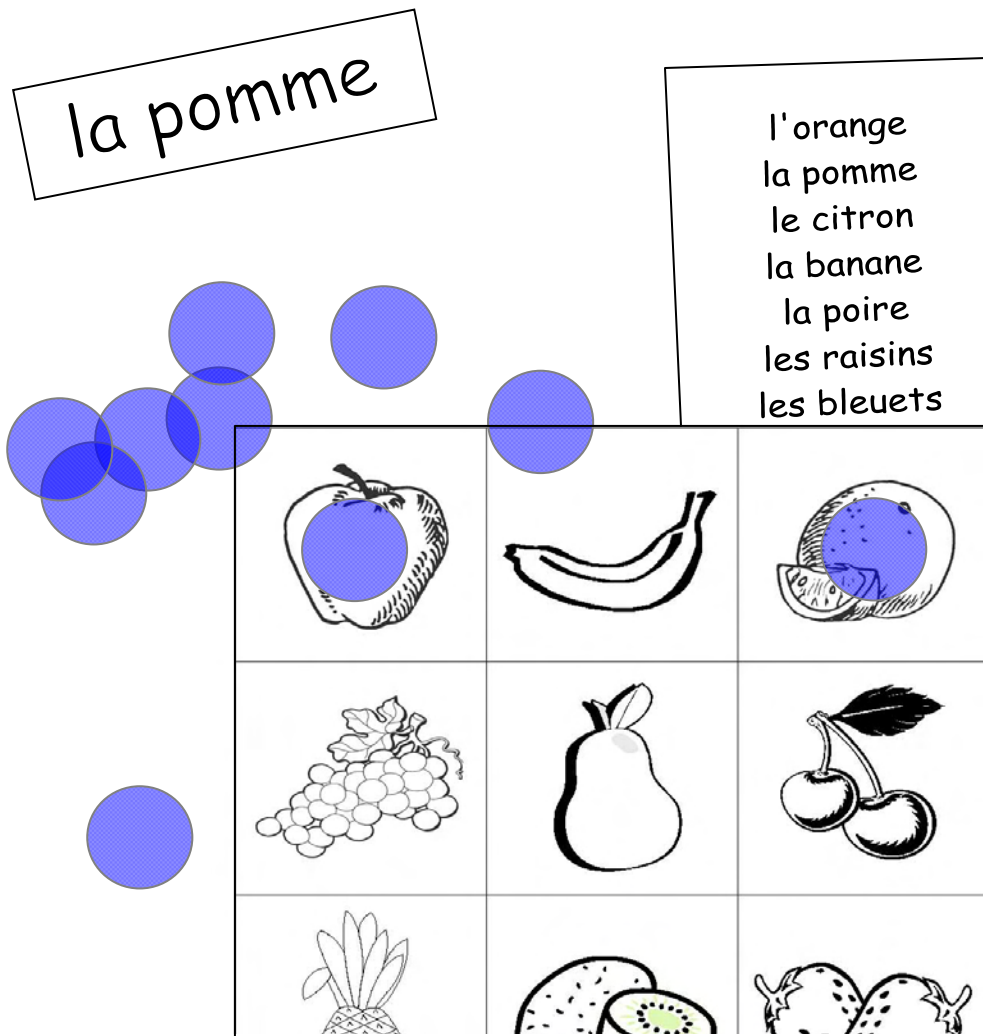 la pomme
l'orange
la pomme
le citron
la banane
la poire
les raisins
les bleuets